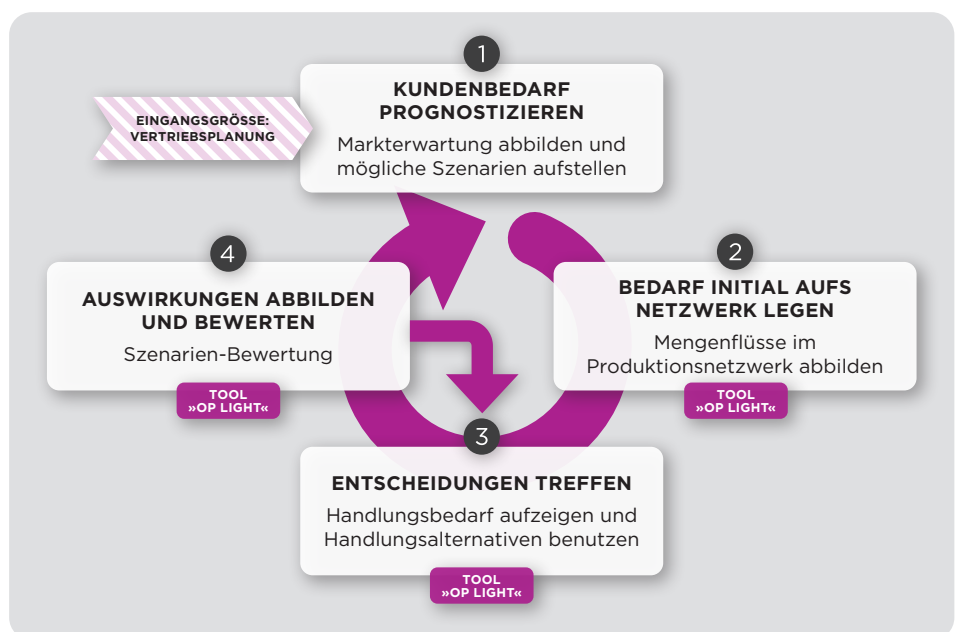 1
KUNDENBEDARF
PROGNOSTIZIEREN
Markterwartung abbilden und
mögliche Szenarien aufstellen
EINGANGSGRÖSSE:
VERTRIEBSPLANUNG
2
BEDARF INITIAL AUFS
NETZWERK LEGEN
Mengenflüsse im
Produktionsnetzwerk abbilden
TOOL
»OP LIGHT«
3
ENTSCHEIDUNGEN TREFFEN
Handlungsbedarf aufzeigen und
Handlungsalternativen benutzen
TOOL
»OP LIGHT«
4
AUSWIRKUNGEN ABBILDEN
UND BEWERTEN
Szenarien-Bewertung
TOOL
»OP LIGHT«